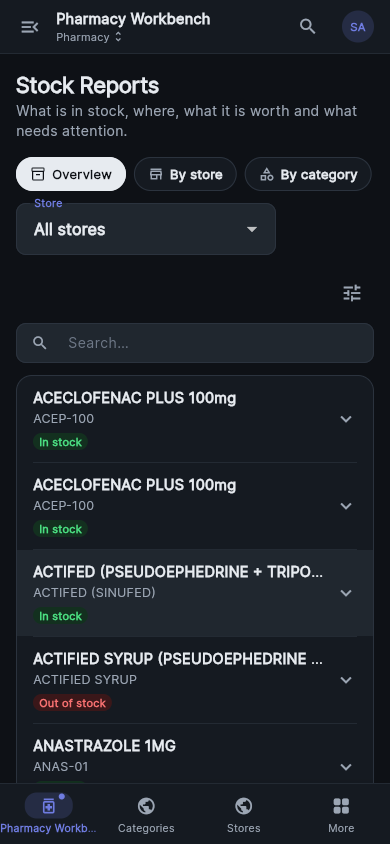 Pharmacy Workbench
Pharmacy
SA
Stock Reports
What is in stock, where, what it is worth and what
needs attention.
Overview
By store
By category
Store
All stores
Search...
ACECLOFENAC PLUS 100mg
ACEP-100
In stock
ACECLOFENAC PLUS 100mg
ACEP-100
In stock
ACTIFED (PSEUDOEPHEDRINE + TRIPO...
ACTIFED (SINUFED)
In stock
ACTIFIED SYRUP (PSEUDOEPHEDRINE ...
ACTIFIED SYRUP
Out of stock
ANASTRAZOLE 1MG
ANAS-01
Pharmacy Workb...
Categories
Stores
More